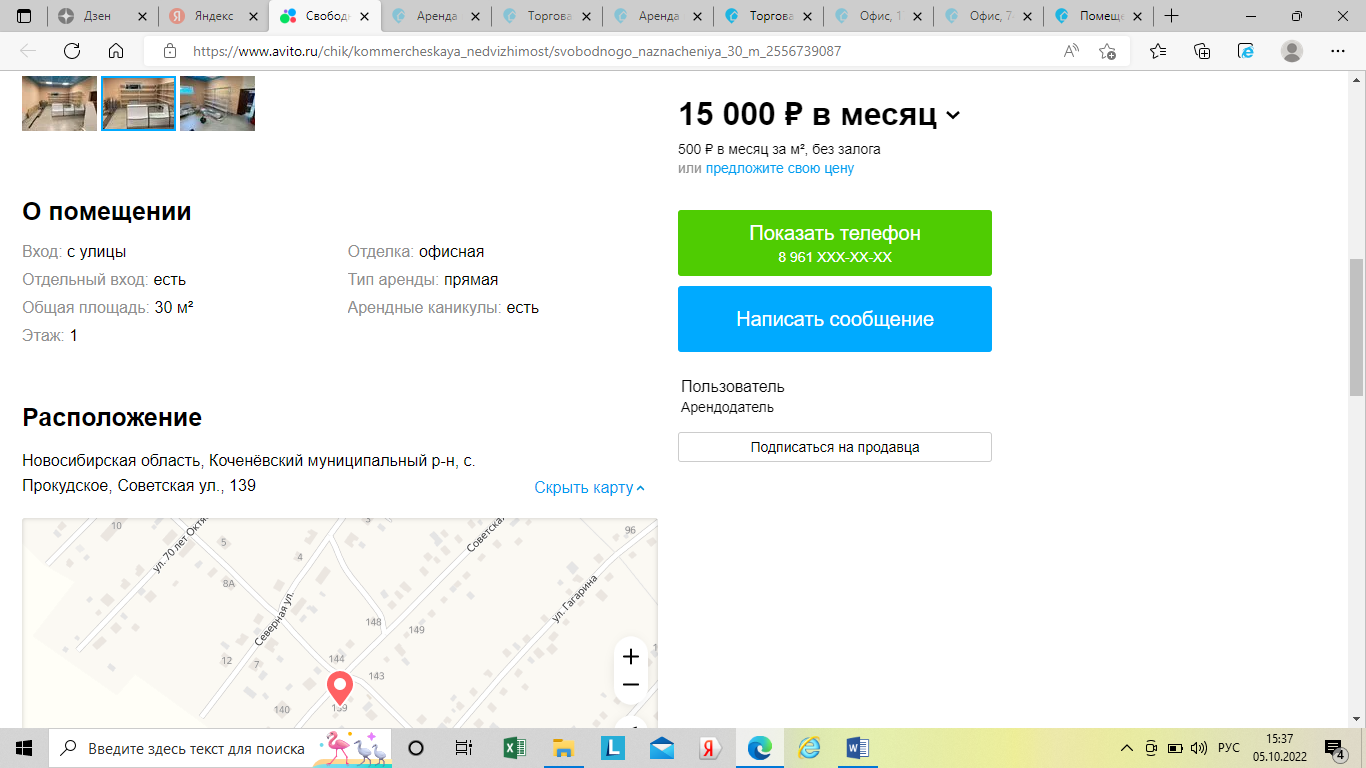 Дзен
Яндекс
Свободн
Аренда
Торгова
Аренда
Торгова
Офис, 1
Офис, 7
Помеще
https://www.avito.ru/chik/kommercheskaya_nedvizhimost/svobodnogo_naznacheniya_30_m_2556739087
15 000 ₽ в месяц
500 ₽ в месяц за м², без залога
или предложите свою цену
О помещении
Вход: с улицы
Отделка: офисная
Отдельный вход: есть
Тип аренды: прямая
Общая площадь: 30 м²
Арендные каникулы: есть
Этаж: 1
Показать телефон
8 961 XXX-XX-XX
Написать сообщение
Пользователь
Арендодатель
Подписаться на продавца
Расположение
Новосибирская область, Коченёвский муниципальный р-н, с.
Прокудское, Советская ул., 139
Скрыть карту
10
ул. 70 лет Октя
5
4
3
Советская
96
8А
Северная ул.
ул. Гагарина
148
149
12
7
144
143
140
139
Введите здесь текст для поиска
РУС
15:37
05.10.2022
4